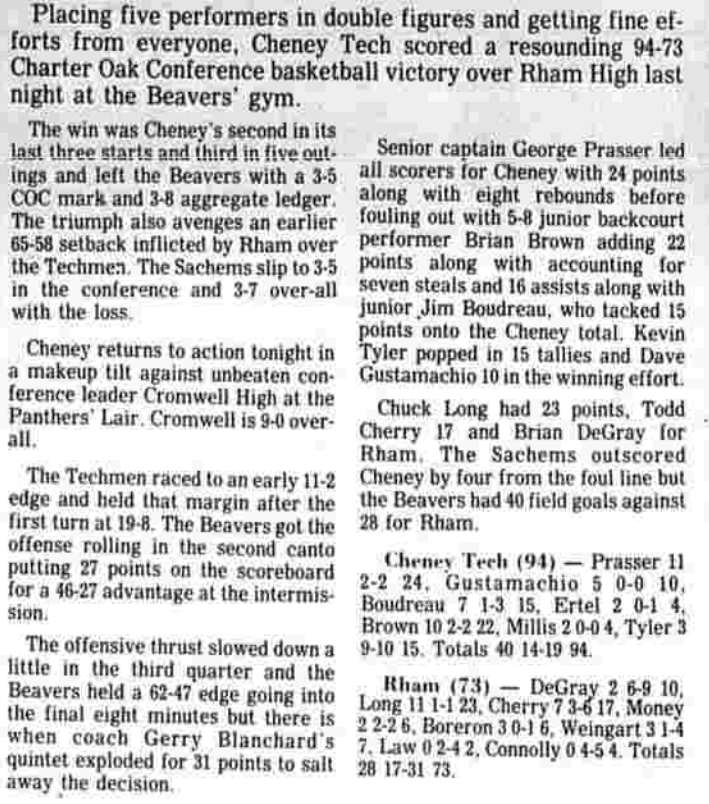 Placing five performers in double figures and getting fine ef-
forts from everyone, Cheney Tech scored a resounding 94-73
Charter Oak Conference basketball victory over Rham High last
night at the Beavers' gym.
The win was Cheney's second in its
last three starts and third in five out-
ings and left the Beavers with a 3-5
COC mark and 3-8 aggregate ledger.
The triumph also avenges an earlier
65-58 setback inflicted by Rham over
the Techmen. The Sachems slip to 3-5
in the conference and 3-7 over-all
with the loss.
Cheney returns to action tonight in
a makeup tilt against unbeaten con-
ference leader Cromwell High at the
Panthers' Lair. Cromwell is 9-0 over-
all.
The Techmen raced to an early 11-2
edge and held that margin after the
first turn at 19-8. The Beavers got the
offense rolling in the second canto
putting 27 points on the scoreboard
for a 46-27 advantage at the intermis-
sion.
The offensive thrust slowed down a
little in the third quarter and the
Beavers held a 62-47 edge going into
the final eight minutes but there is
when coach Gerry Blanchard's
quintet exploded for 31 points to salt
away the decision.
Senior captain George Prasser led
all scorers for Cheney with 24 points
along with eight rebounds before
fouling out with 5-8 junior backcourt
performer Brian Brown adding 22
points along with accounting for
seven steals and 16 assists along with
junior Jim Boudreau, who tacked 15
points onto the Cheney total. Kevin
Tyler popped in 15 tallies and Dave
Gustamachio 10 in the winning effort.
Chuck Long had 23 points, Todd
Cherry 17 and Brian DeGray for
Rham. The Sachems outscored
Cheney by four from the foul line but
the Beavers had 40 field goals against
28 for Rham.
Cheney Tech (94) — Prasser 11
2-2 24, Gustamachio 5 0-0 10,
Boudreau 7 1-3 15, Ertel 2 0-1 4,
Brown 10 2-2 22, Millis 2 0-0 4, Tyler 3
9-10 15. Totals 40 14-19 94.
Rham (73) — DeGray 2 6-9 10,
Long 11 1-1 23, Cherry 7 3-6 17, Money
2 2-2 6, Boreron 3 0-1 6, Weingart 3 1-4
7, Law 0 2-4 2, Connolly 0 4-5 4. Totals
28 17-31 73.